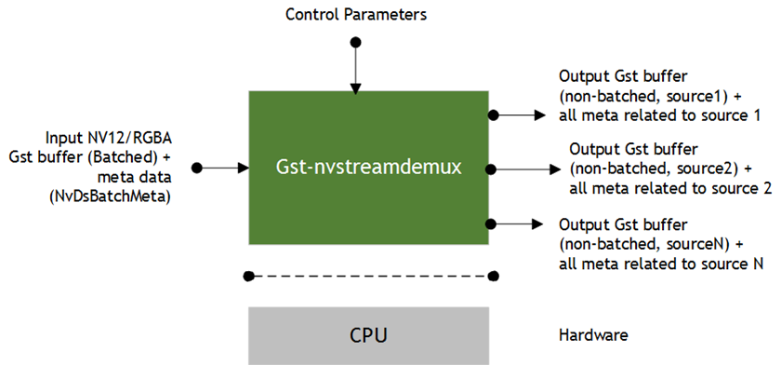 Control Parameters
Input NV12/RGBA
Gst buffer (Batched) +
meta data
(NvDsBatchMeta)
Gst-nvstreamdemux
Output Gst buffer
(non-batched, source1) +
all meta related to source 1
Output Gst buffer
(non-batched, source2) +
all meta related to source 2
Output Gst buffer
(non-batched, sourceN) +
all meta related to source N
CPU
Hardware